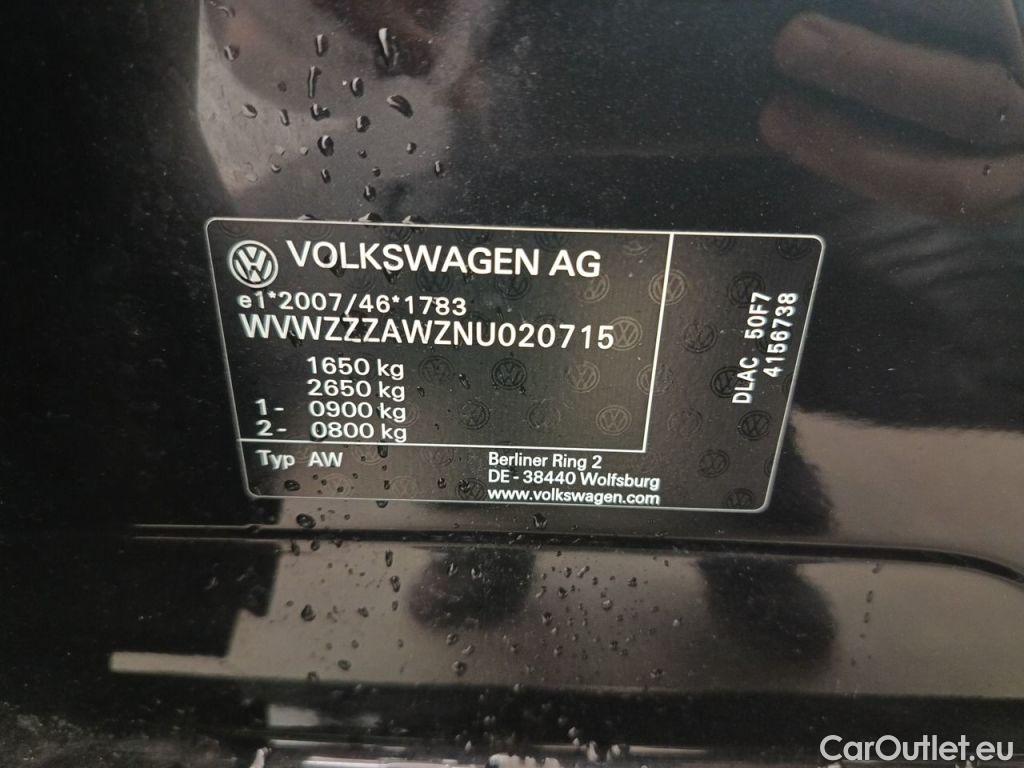 VOLKSWAGEN AG
e1*2007/46*1783
WVWZZZAWZNU020715
1650 kg
2650 kg
1- 0900 kg
2- 0800 kg
Typ AW
Berliner Ring 2
DE - 38440 Wolfsburg
www.volkswagen.com
DLAC 50F7
4156738
CarOutlet.eu